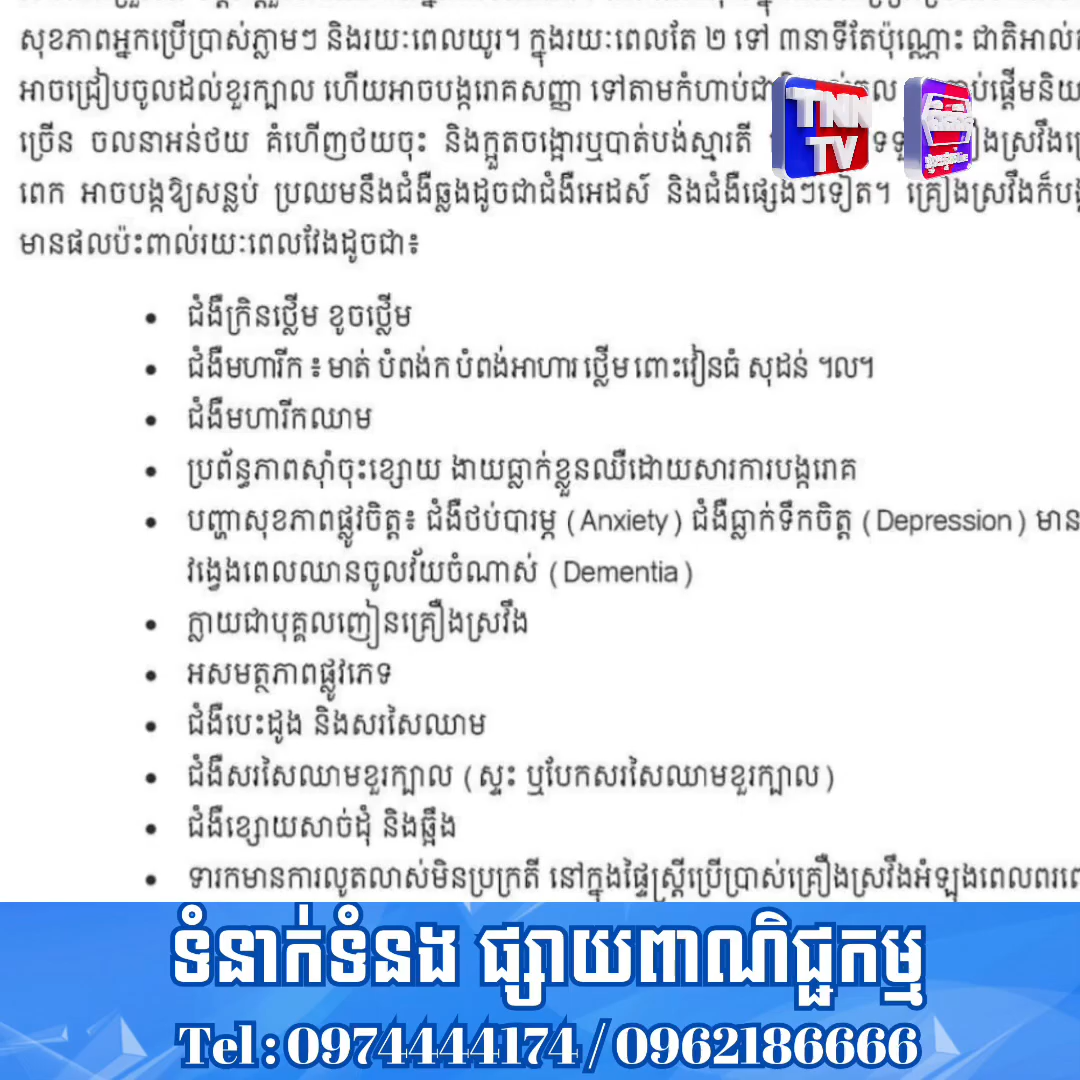 សុខភាពអ្នកប្រើប្រាស់ភ្លាមៗ និងរយៈពេលយូរ។ ក្នុងរយៈពេលតែ ២ ទៅ ៣នាទីតែប៉ុណ្ណោះ ជាតិអាល់
អាចជ្រៀបចូលដល់ខួរក្បាល ហើយអាចបង្ករោគសញ្ញា ទៅតាមកំហាប់
TNN
TV
ច្រើន ចលនាអន់ថយ គំហើញថយចុះ និងក្អួតចង្អោរឬបាត់បង់ស្មារតី
ពេក អាចបង្កឱ្យសន្លប់ ប្រឈមនឹងជំងឺឆ្លងដូចជាជំងឺអេដស៍ និងជំងឺផ្សេងៗទៀត។ គ្រឿងស្រវឹងក៏បង្ក
មានផលប៉ះពាល់រយៈពេលវែងដូចជា៖
• ជំងឺក្រិនថ្លើម ខូចថ្លើម
• ជំងឺមហារីក ៖ មាត់ បំពង់ក បំពង់អាហារ ថ្លើម ពោះវៀនធំ សុដន់ ។ល។
• ជំងឺមហារីកឈាម
• ប្រព័ន្ធភាពស៊ាំចុះខ្សោយ ងាយធ្លាក់ខ្លួនឈឺដោយសារការបង្ករោគ
• បញ្ហាសុខភាពផ្លូវចិត្ត៖ ជំងឺថប់បារម្ភ (Anxiety) ជំងឺធ្លាក់ទឹកចិត្ត (Depression) មាន
វង្វេងពេលឈានចូលវ័យចំណាស់ (Dementia)
• ក្លាយជាបុគ្គលញៀនគ្រឿងស្រវឹង
• អសមត្ថភាពផ្លូវភេទ
• ជំងឺបេះដូង និងសរសៃឈាម
• ជំងឺសរសៃឈាមខួរក្បាល (ស្ទះ ឬបែកសរសៃឈាមខួរក្បាល)
• ជំងឺខ្សោយសាច់ដុំ និងឆ្អឹង
• ទារកមានការលូតលាស់មិនប្រក្រតី នៅក្នុងផ្ទៃស្ត្រីប្រើប្រាស់គ្រឿងស្រវឹងអំឡុងពេលពរពោះ
ទំនាក់ទំនង ផ្សាយពាណិជ្ជកម្ម
Tel : 0974444174 / 0962186666